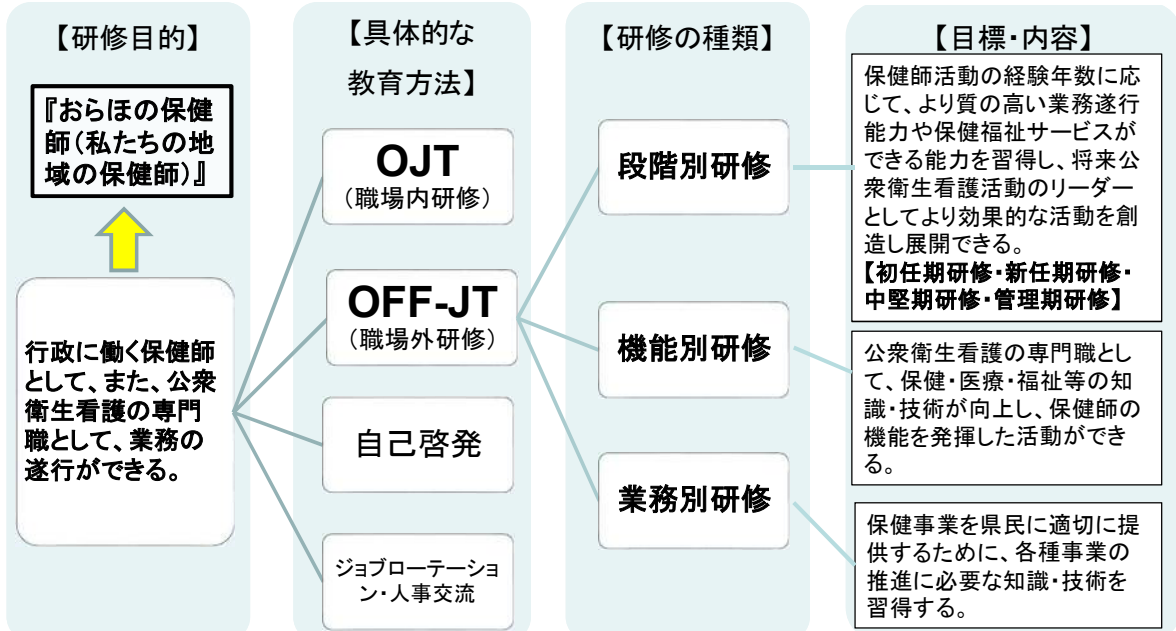 【研修目的】
『おらほの保健
師（私たちの地
域の保健師）』
行政に働く保健師
として、また、公衆
衛生看護の専門
職として、業務の
遂行ができる。
【具体的な
教育方法】
OJT
（職場内研修）
OFF-JT
（職場外研修）
自己啓発
ジョブローテーショ
ン・人事交流
【研修の種類】
段階別研修
機能別研修
業務別研修
【目標・内容】
保健師活動の経験年数に応
じて、より質の高い業務遂行
能力や保健福祉サービスが
できる能力を習得し、将来公
衆衛生看護活動のリーダー
としてより効果的な活動を創
造し展開できる。
【初任期研修・新任期研修・
中堅期研修・管理期研修】
公衆衛生看護の専門職とし
て、保健・医療・福祉等の知
識・技術が向上し、保健師の
機能を発揮した活動ができ
る。
保健事業を県民に適切に提
供するために、各種事業の
推進に必要な知識・技術を
習得する。